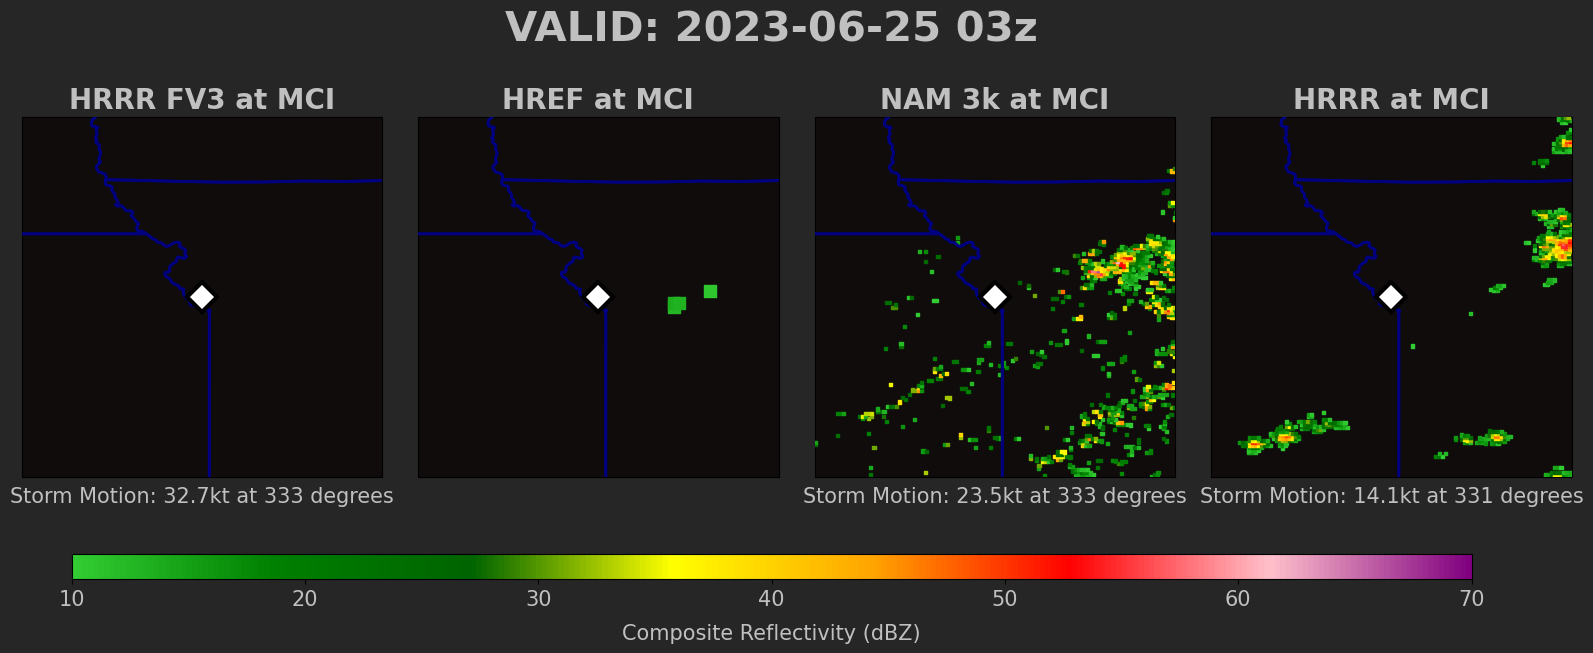 VALID: 2023-06-25 03z
HRRR FV3 at MCI
HREF at MCI
NAM 3k at MCI
HRRR at MCI
Storm Motion: 32.7kt at 333 degrees
Storm Motion: 23.5kt at 333 degrees
Storm Motion: 14.1kt at 331 degrees
10 20 30 40 50 60 70
Composite Reflectivity (dBZ)